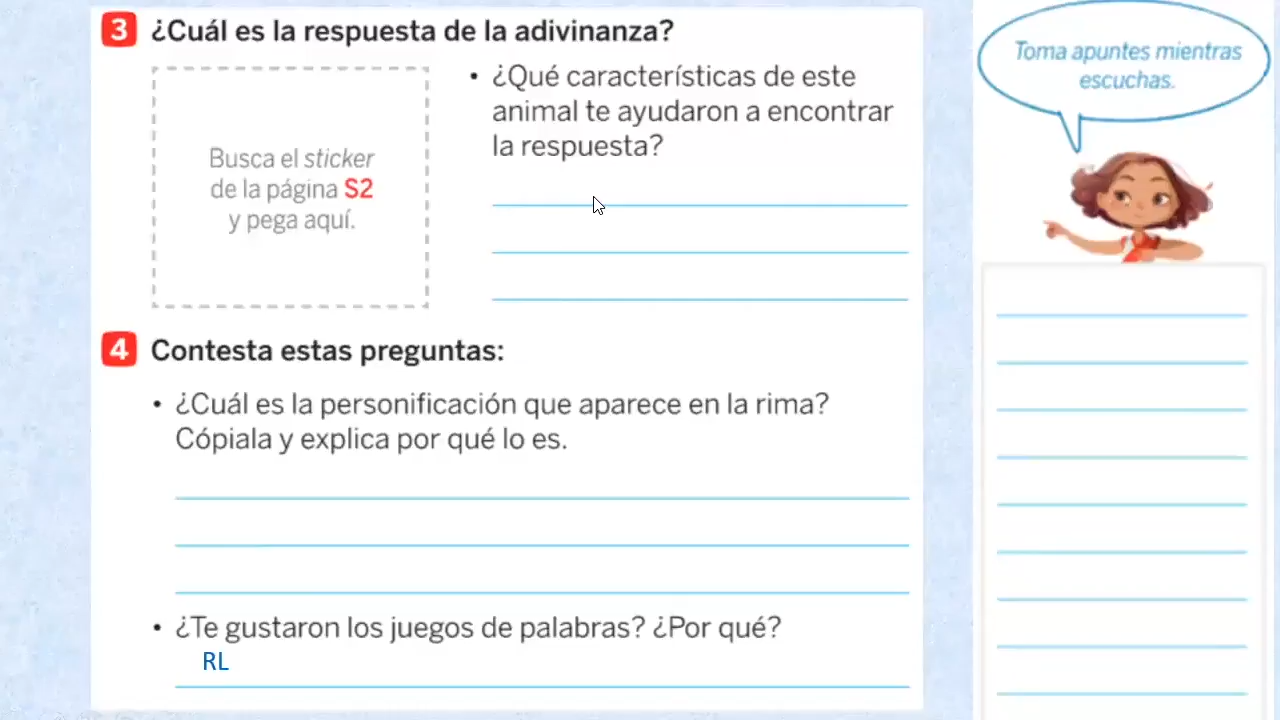 3 ¿Cuál es la respuesta de la adivinanza?
Busca el sticker
de la página S2
y pega aquí.
• ¿Qué características de este
animal te ayudaron a encontrar
la respuesta?
4 Contesta estas preguntas:
• ¿Cuál es la personificación que aparece en la rima?
Cópiala y explica por qué lo es.
• ¿Te gustaron los juegos de palabras? ¿Por qué?
RL
Toma apuntes mientras
escuchas.